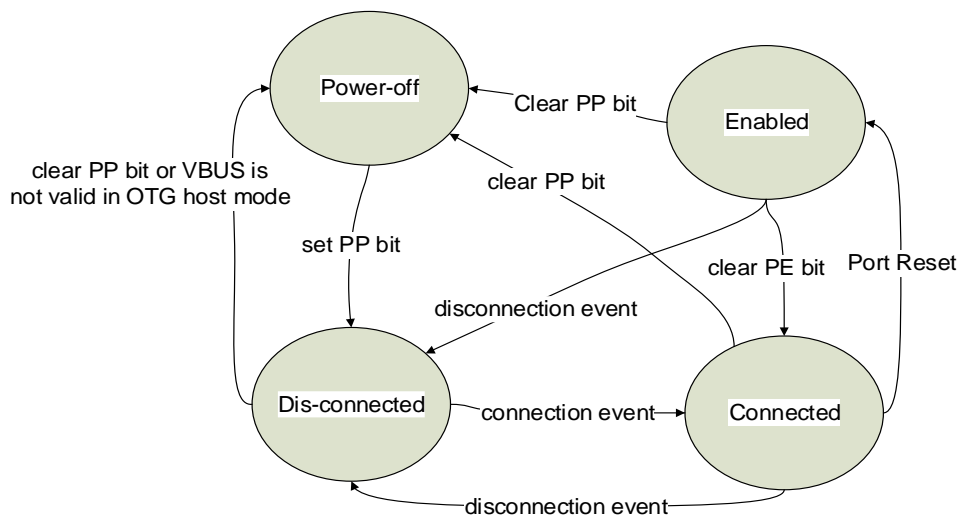 Power-off
Clear PP bit
Enabled
clear PP bit or VBUS is
not valid in OTG host mode
clear PP bit
set PP bit
clear PE bit
Port Reset
disconnection event
Dis-connected
connection event
Connected
disconnection event